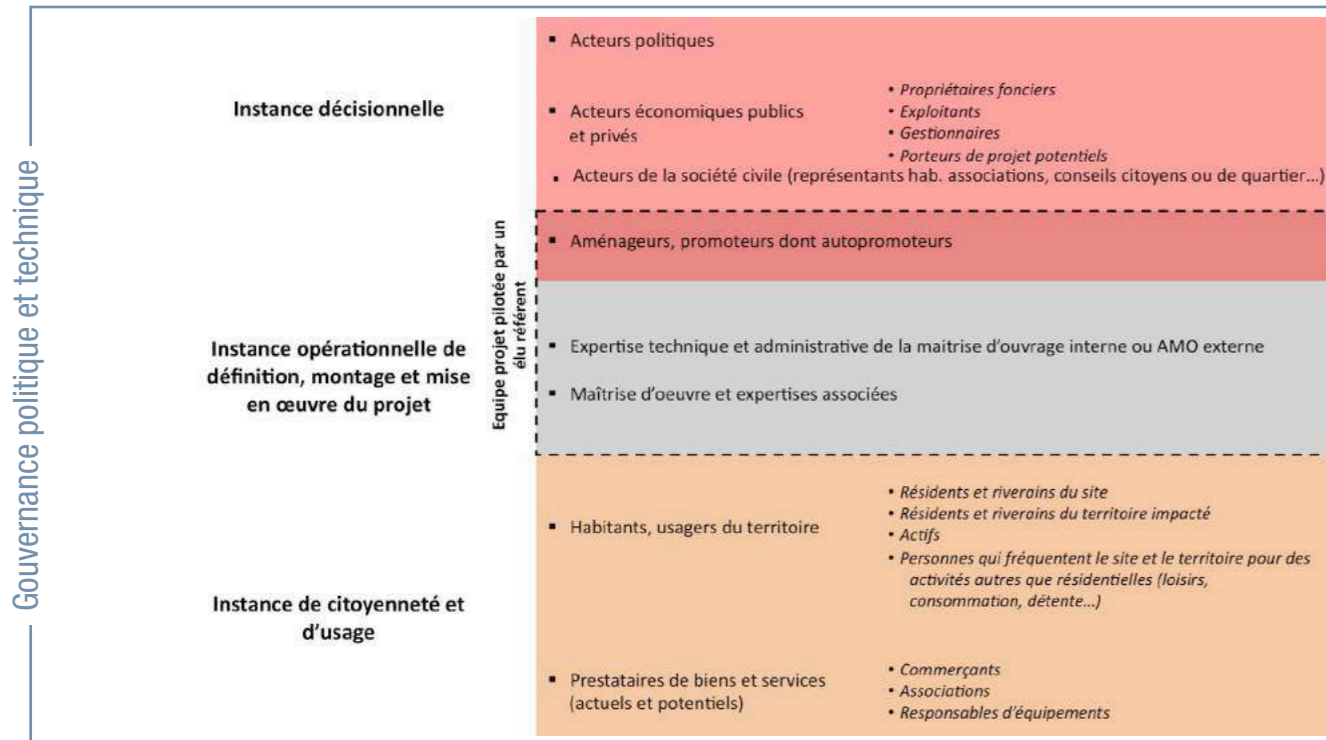 Gouvernance politique et technique
Instance décisionnelle
▪ Acteurs politiques
▪ Acteurs économiques publics
et privés
• Propriétaires fonciers
• Exploitants
• Gestionnaires
• Porteurs de projet potentiels
▪ Acteurs de la société civile (représentants hab. associations, conseils citoyens ou de quartier...)
Equipe projet pilotée par un
élu référent
▪ Aménageurs, promoteurs dont autopromoteurs
Instance opérationnelle de
définition, montage et mise
en œuvre du projet
▪ Expertise technique et administrative de la maitrise d'ouvrage interne ou AMO externe
▪ Maîtrise d'oeuvre et expertises associées
Instance de citoyenneté et
d'usage
▪ Habitants, usagers du territoire
• Résidents et riverains du site
• Résidents et riverains du territoire impacté
• Actifs
• Personnes qui fréquentent le site et le territoire pour des
activités autres que résidentielles (loisirs,
consommation, détente...)
▪ Prestataires de biens et services
(actuels et potentiels)
• Commerçants
• Associations
• Responsables d'équipements